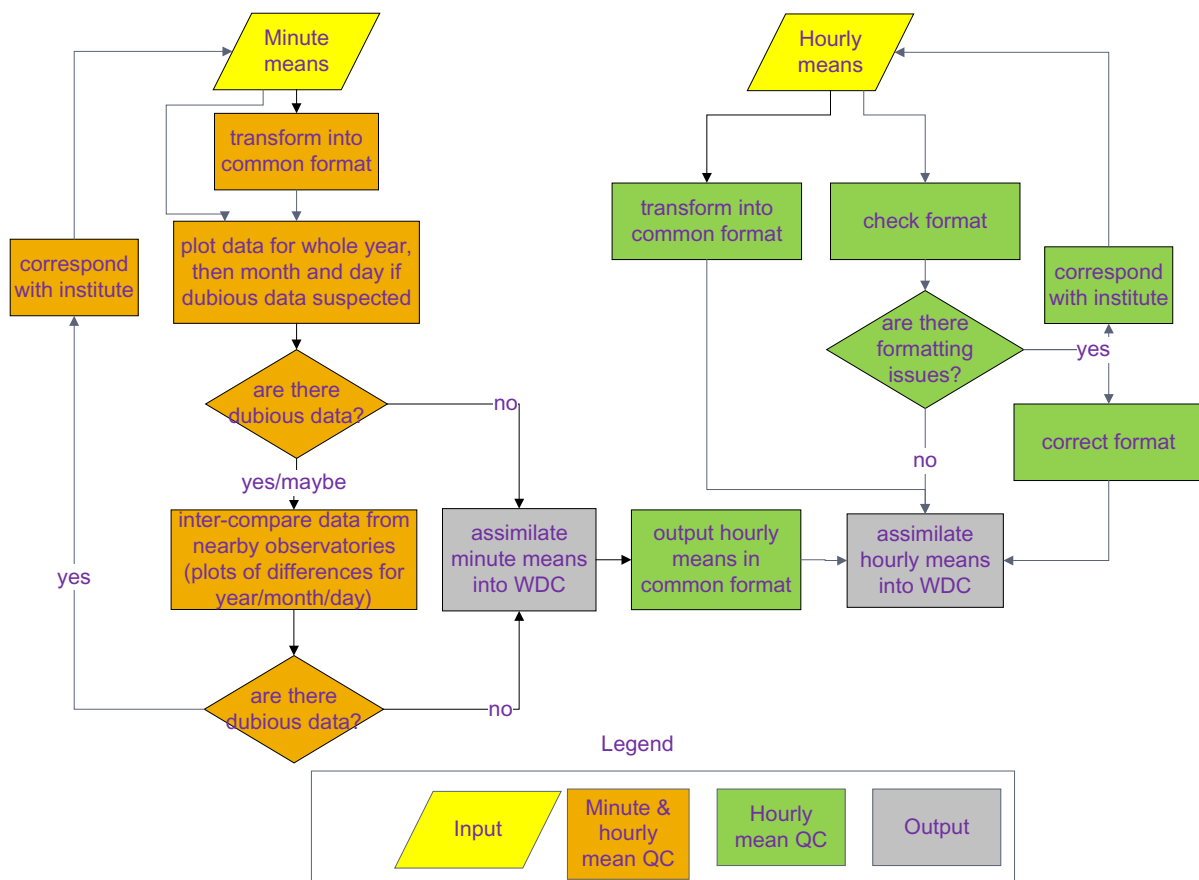 Minute
means
transform into
common format
plot data for whole year,
then month and day if
dubious data suspected
correspond
with institute
are there
dubious data?
no
yes/maybe
inter-compare data from
nearby observatories
(plots of differences for
year/month/day)
yes
are there
dubious data?
no
assimilate
minute means
into WDC
Hourly
means
transform into
common format
check format
correspond
with institute
are there
formatting
issues?
yes
correct format
no
output hourly
means in
common format
assimilate
hourly means
into WDC
Legend
Input
Minute &
hourly
mean QC
Hourly
mean QC
Output